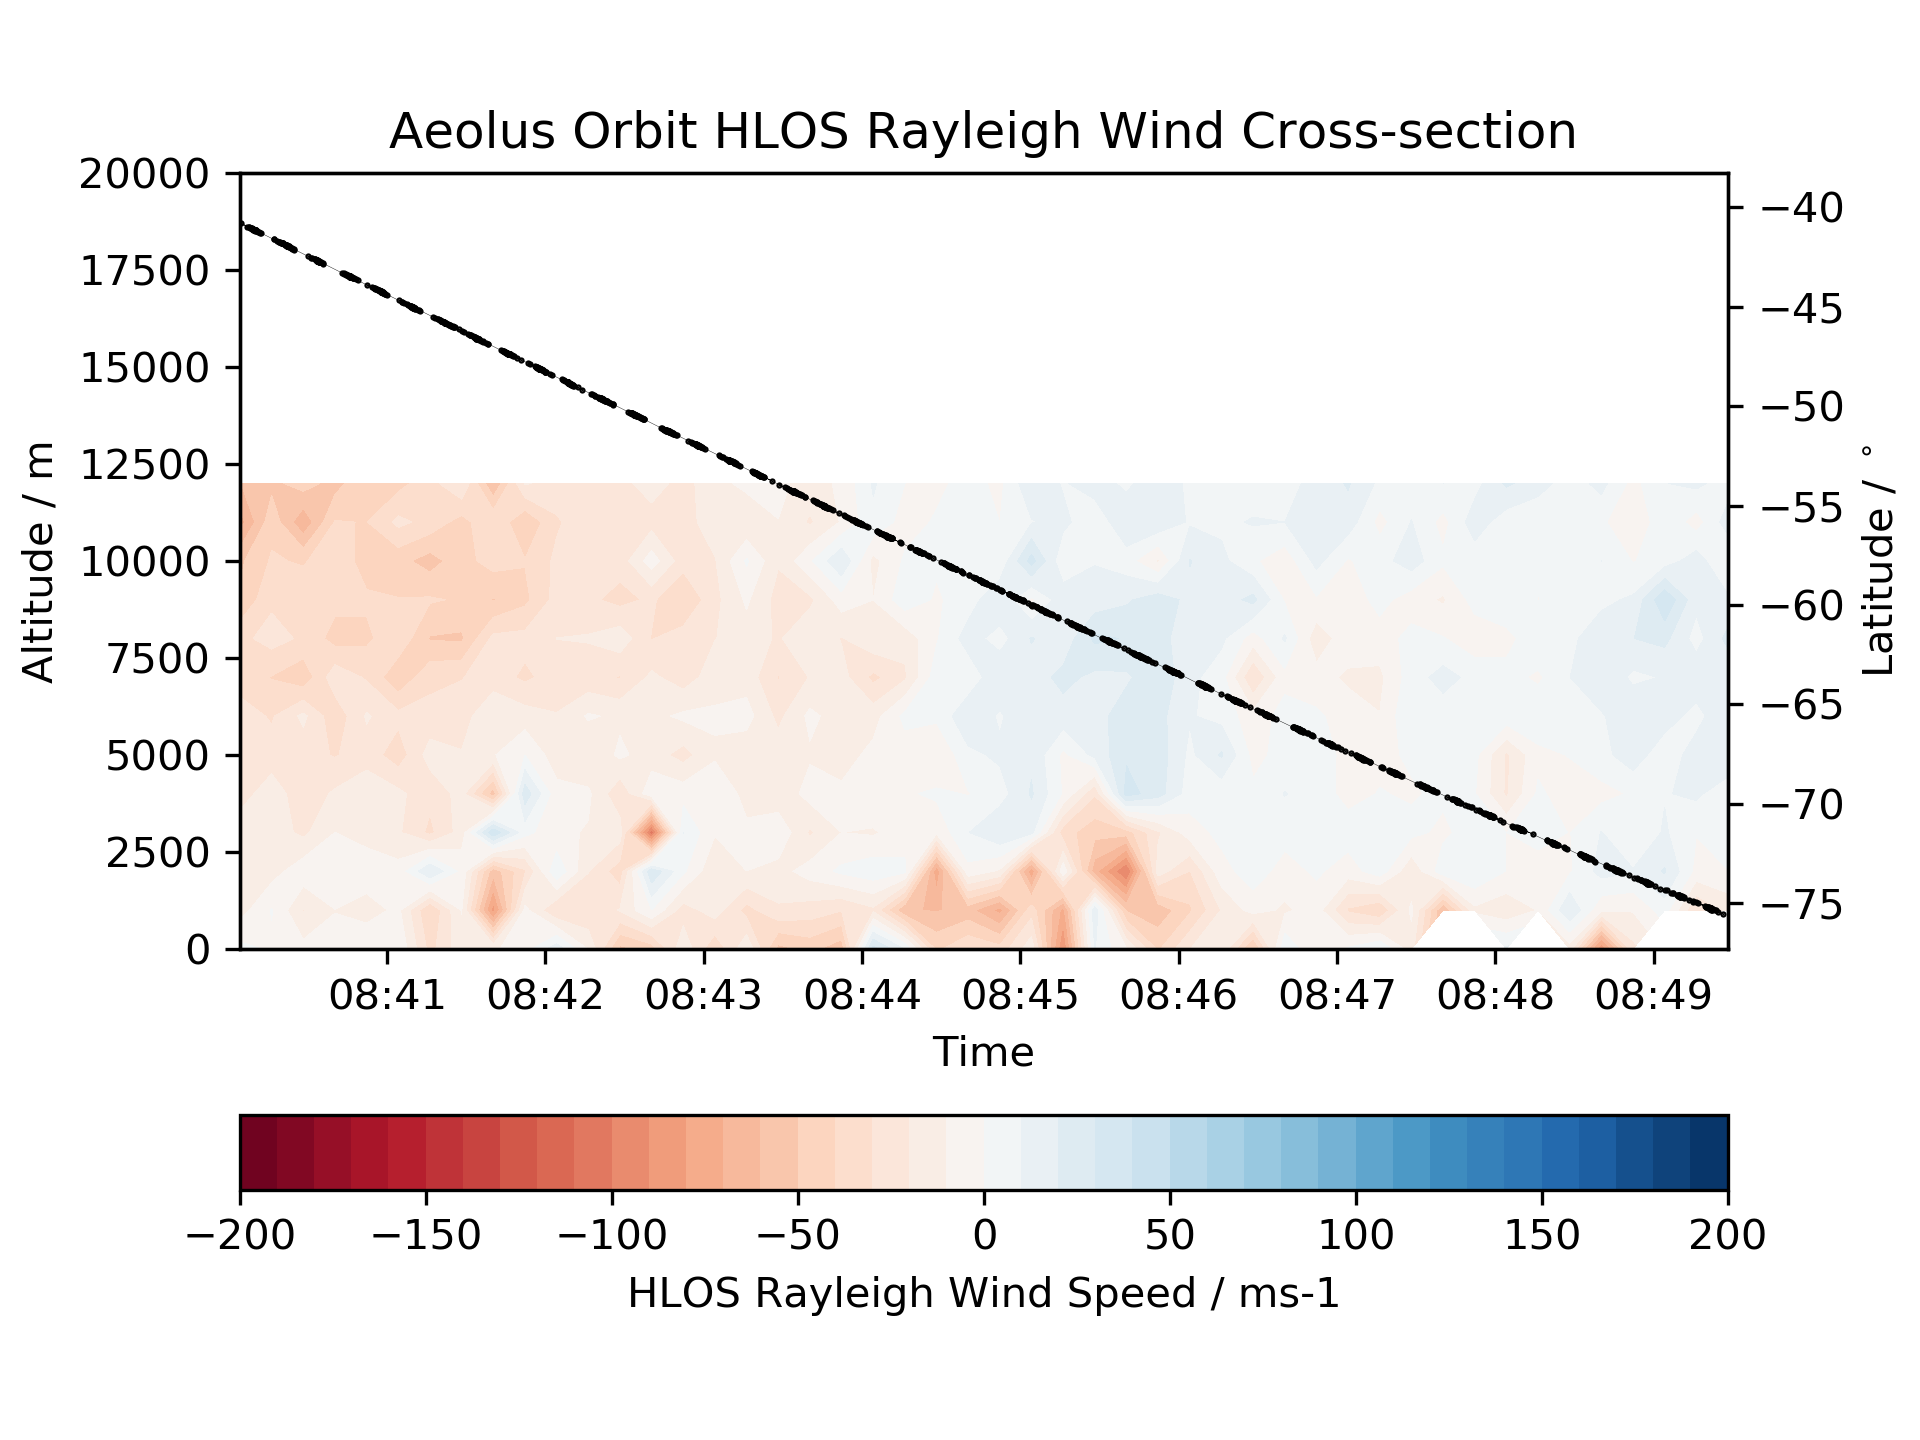 Aeolus Orbit HLOS Rayleigh Wind Cross-section
20000
17500
15000
12500
10000
7500
5000
2500
0
Altitude / m
−40
−45
−50
−55
−60
−65
−70
−75
Latitude / °
08:41 08:42 08:43 08:44 08:45 08:46 08:47 08:48 08:49
Time
−200 −150 −100 −50 0 50 100 150 200
HLOS Rayleigh Wind Speed / ms-1